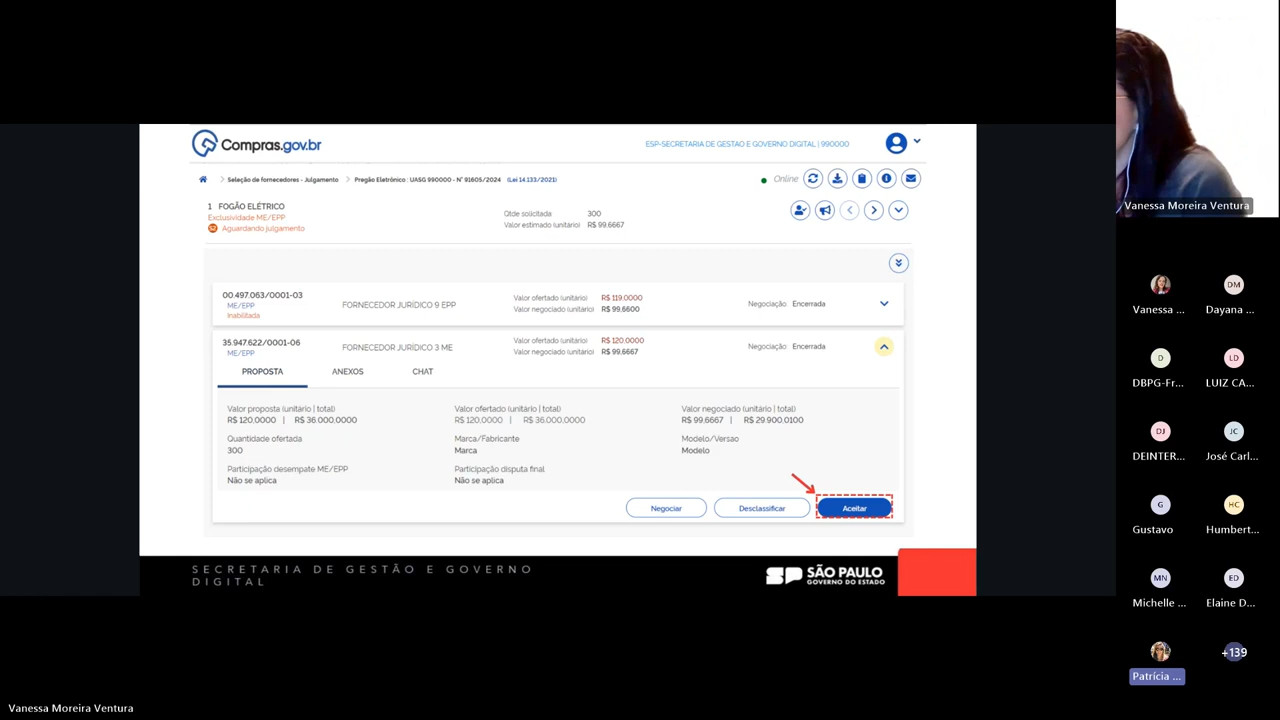 Compras.gov.br
ESP-SECRETARIA DE GESTAO E GOVERNO DIGITAL | 990000
Seleção de fornecedores - Julgamento
Pregão Eletrônico : UASG 990000 - N° 91605/2024 (Lei 14.133/2021)
Online
1 FOGÃO ELÉTRICO
Exclusividade ME/EPP
Aguardando julgamento
Qtde solicitada 300
Valor estimado (unitário) R$ 99,6667
00.497.063/0001-03
ME/EPP
Inabilitada
FORNECEDOR JURÍDICO 9 EPP
Valor ofertado (unitário) R$ 119,0000
Valor negociado (unitário) R$ 99,6600
Negociação: Encerrada
35.947.622/0001-06
ME/EPP
FORNECEDOR JURÍDICO 3 ME
Valor ofertado (unitário) R$ 120,0000
Valor negociado (unitário) R$ 99,6667
Negociação: Encerrada
PROPOSTA ANEXOS CHAT
Valor proposta (unitário | total) Valor ofertado (unitário | total) Valor negociado (unitário | total)
R$ 120,0000 | R$ 36.000,0000 R$ 120,0000 | R$ 36.000,0000 R$ 99,6667 | R$ 29.900,0100
Quantidade ofertada Marca/Fabricante Modelo/Versao
300 Marca Modelo
Participação desempate ME/EPP Participação disputa final
Não se aplica Não se aplica
Negociar Desclassificar Aceitar
SECRETARIA DE GESTÃO E GOVERNO
DIGITAL
SP SÃO PAULO
GOVERNO DO ESTADO
Vanessa Moreira Ventura
DM
Vanessa ... Dayana ...
D LD
DBPG-Fr... LUIZ CA...
DJ JC
DEINTER... José Carl...
G HC
Gustavo Humbert...
MN ED
Michelle ... Elaine D...
+139
Patrícia ...
Vanessa Moreira Ventura